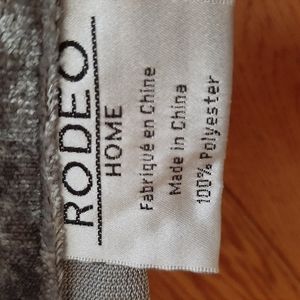 RODEO
HOME
Fabriqué en Chine
Made in China
100% Polyester